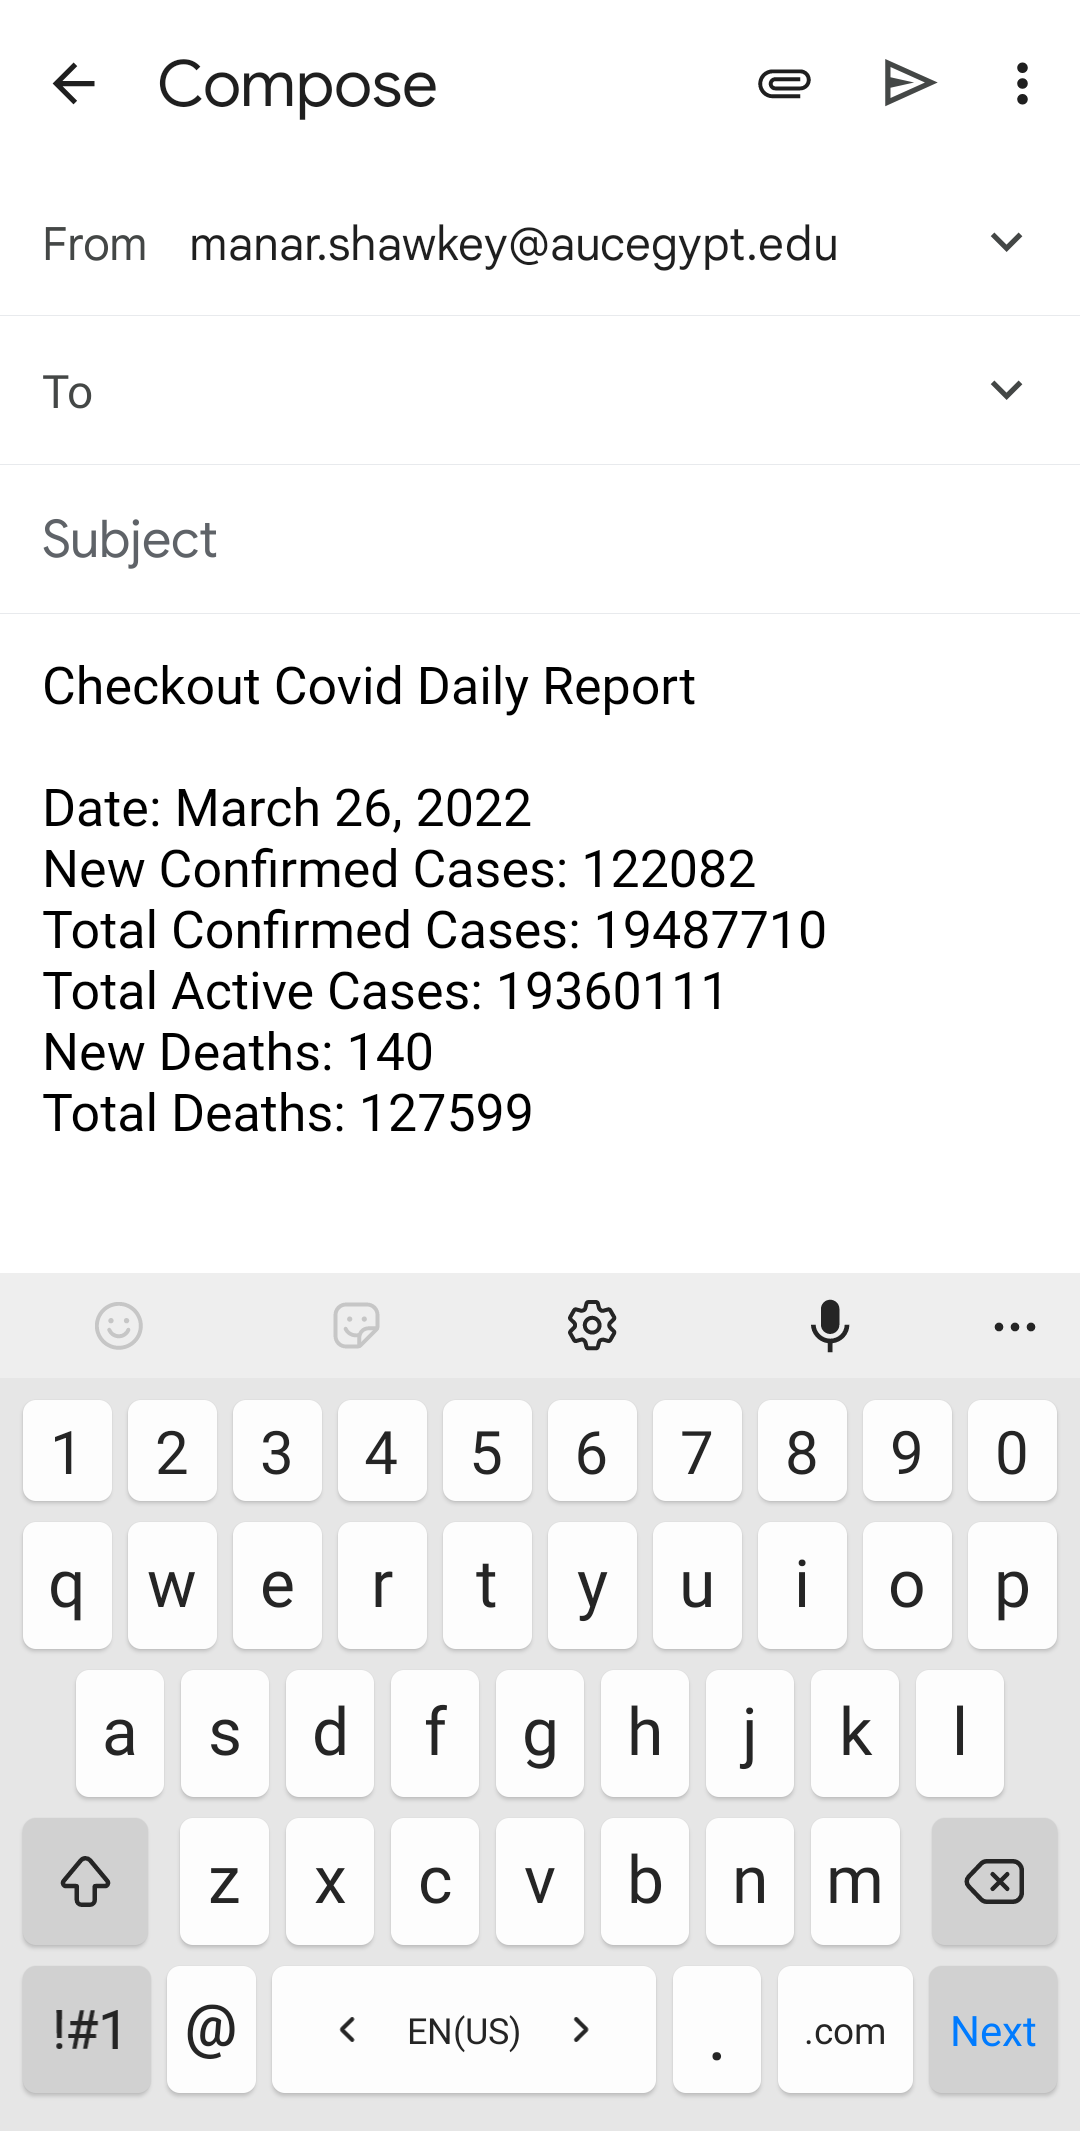 Compose
From manar.shawkey@aucegypt.edu
To
Subject
Checkout Covid Daily Report
Date: March 26, 2022
New Confirmed Cases: 122082
Total Confirmed Cases: 19487710
Total Active Cases: 19360111
New Deaths: 140
Total Deaths: 127599
1 2 3 4 5 6 7 8 9 0
q w e r t y u i o p
a s d f g h j k l
z x c v b n m
!#1 @ < EN(US) > . .com Next